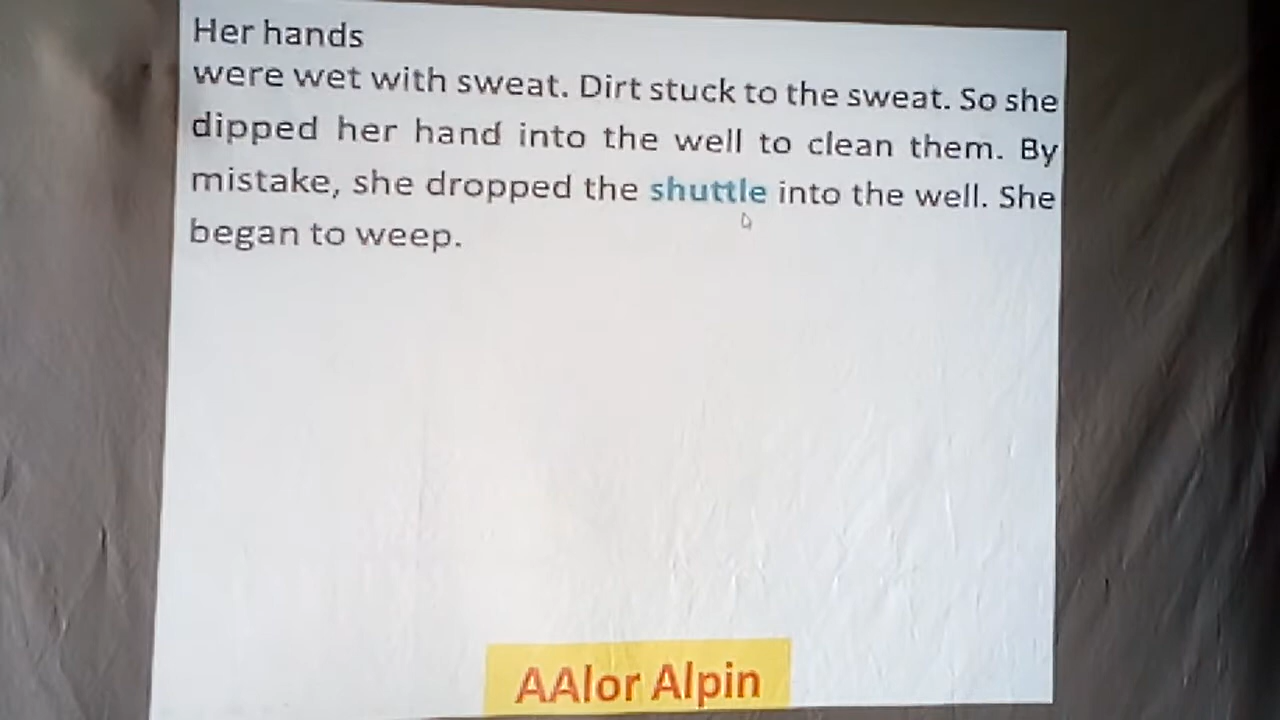 Her hands
were wet with sweat. Dirt stuck to the sweat. So she
dipped her hand into the well to clean them. By
mistake, she dropped the shuttle into the well. She
began to weep.
AAlor Alpin